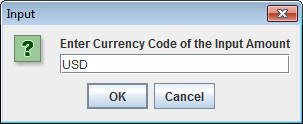 Input
Enter Currency Code of the Input Amount
USD
OK Cancel